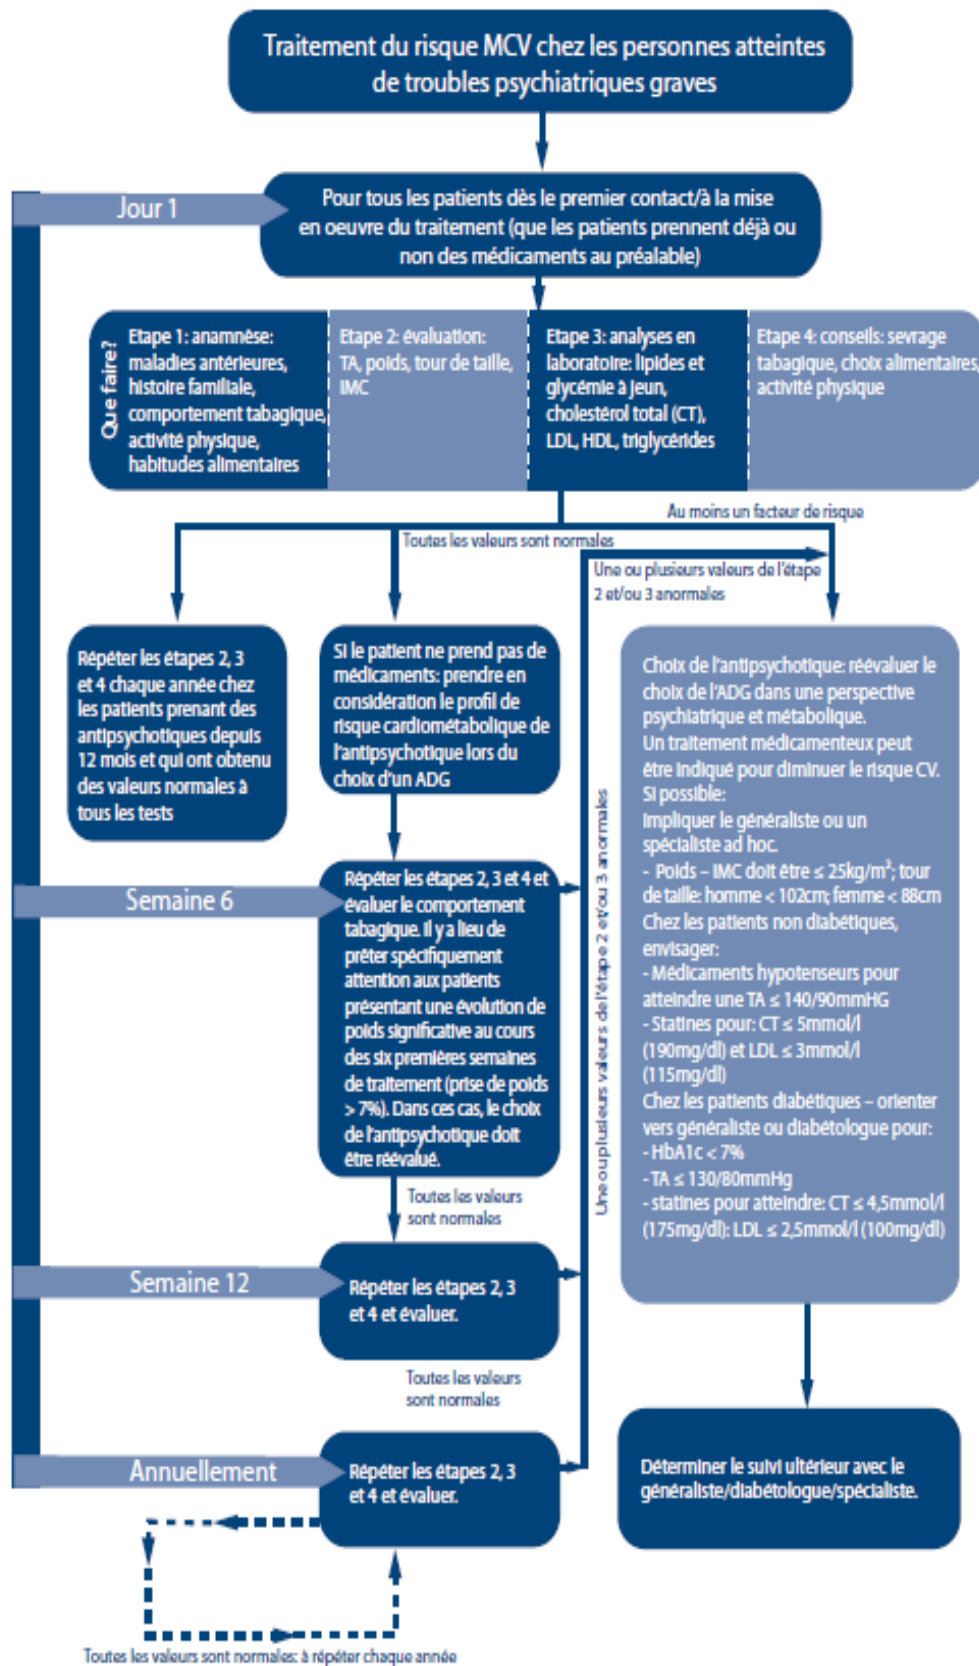 Traitement du risque MCV chez les personnes atteintes
de troubles psychiatriques graves
Jour 1
Pour tous les patients dès le premier contact/à la mise
en oeuvre du traitement (que les patients prennent déjà ou
non des médicaments au préalable)
Que faire?
Etape 1: anamnèse:
maladies antérieures,
histoire familiale,
comportement tabagique,
activité physique,
habitudes alimentaires
Etape 2: évaluation:
TA, poids, tour de taille,
IMC
Etape 3: analyses en
laboratoire: lipides et
glycémie à jeun,
cholestérol total (CT),
LDL, HDL, triglycérides
Etape 4: conseils: sevrage
tabagique, choix alimentaires,
activité physique
Au moins un facteur de risque
Toutes les valeurs sont normales
Une ou plusieurs valeurs de l'étape
2 et/ou 3 anormales
Répéter les étapes 2, 3
et 4 chaque année chez
les patients prenant des
antipsychotiques depuis
12 mois et qui ont obtenu
des valeurs normales à
tous les tests
Si le patient ne prend pas de
médicaments: prendre en
considération le profil de
risque cardiométabolique de
l'antipsychotique lors du
choix d'un ADG
Semaine 6
Répéter les étapes 2, 3 et 4 et
évaluer le comportement
tabagique. Il y a lieu de
prêter spécifiquement
attention aux patients
présentant une évolution de
poids significative au cours
des six premières semaines
de traitement (prise de poids
> 7%). Dans ces cas, le choix
de l'antipsychotique doit
être réévalué.
Toutes les valeurs
sont normales
Semaine 12
Répéter les étapes 2, 3
et 4 et évaluer.
Toutes les valeurs
sont normales
Annuellement
Répéter les étapes 2, 3
et 4 et évaluer.
Toutes les valeurs sont normales: à répéter chaque année
Une ou plusieurs valeurs de l'étape 2 et/ou 3 anormales
Choix de l'antipsychotique: réévaluer le
choix de l'ADG dans une perspective
psychiatrique et métabolique.
Un traitement médicamenteux peut
être indiqué pour diminuer le risque CV.
Si possible:
Impliquer le généraliste ou un
spécialiste ad hoc.
- Poids – IMC doit être ≤ 25kg/m²; tour
de taille: homme < 102cm; femme < 88cm
Chez les patients non diabétiques,
envisager:
- Médicaments hypotenseurs pour
atteindre une TA ≤ 140/90mmHG
- Statines pour: CT ≤ 5mmol/l
(190mg/dl) et LDL ≤ 3mmol/l
(115mg/dl)
Chez les patients diabétiques – orienter
vers généraliste ou diabétologue pour:
- HbA1c < 7%
- TA ≤ 130/80mmHg
- statines pour atteindre: CT ≤ 4,5mmol/l
(175mg/dl): LDL ≤ 2,5mmol/l (100mg/dl)
Déterminer le suivi ultérieur avec le
généraliste/diabétologue/spécialiste.